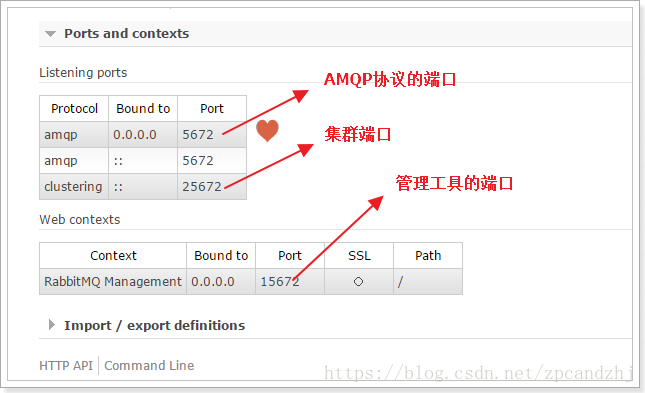 Ports and contexts
Listening ports
AMQP协议的端口
Protocol Bound to Port
amqp 0.0.0.0 5672
集群端口
amqp :: 5672
clustering :: 25672
管理工具的端口
Web contexts
Context Bound to Port SSL Path
RabbitMQ Management 0.0.0.0 15672 ○ /
Import / export definitions
HTTP API Command Line
https://blog.csdn.net/zpcandzhj